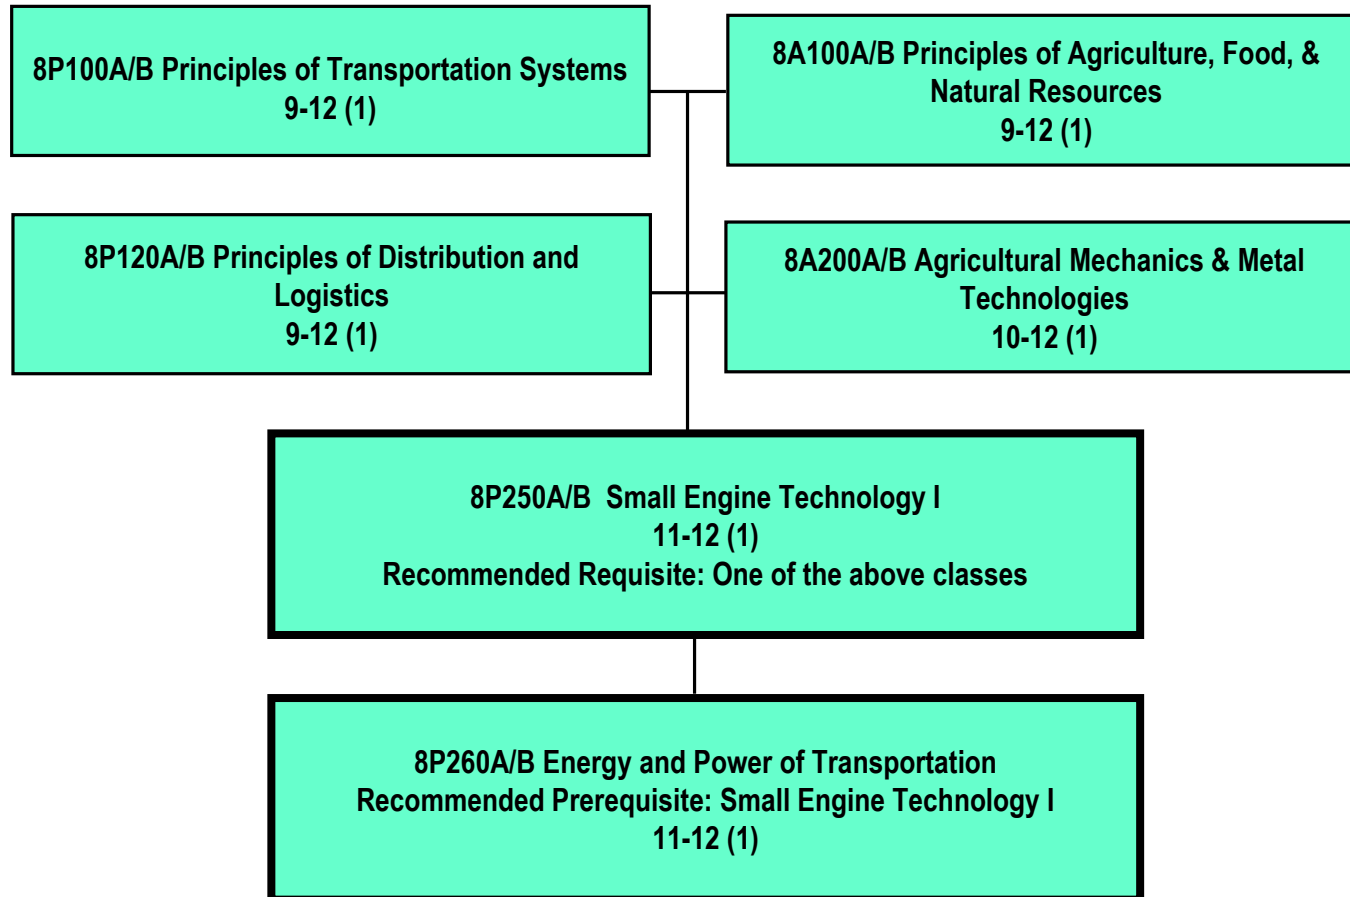 8P100A/B Principles of Transportation Systems
9-12 (1)
8A100A/B Principles of Agriculture, Food, &
Natural Resources
9-12 (1)
8P120A/B Principles of Distribution and
Logistics
9-12 (1)
8A200A/B Agricultural Mechanics & Metal
Technologies
10-12 (1)
8P250A/B  Small Engine Technology I
11-12 (1)
Recommended Requisite: One of the above classes
8P260A/B Energy and Power of Transportation
Recommended Prerequisite: Small Engine Technology I
11-12 (1)